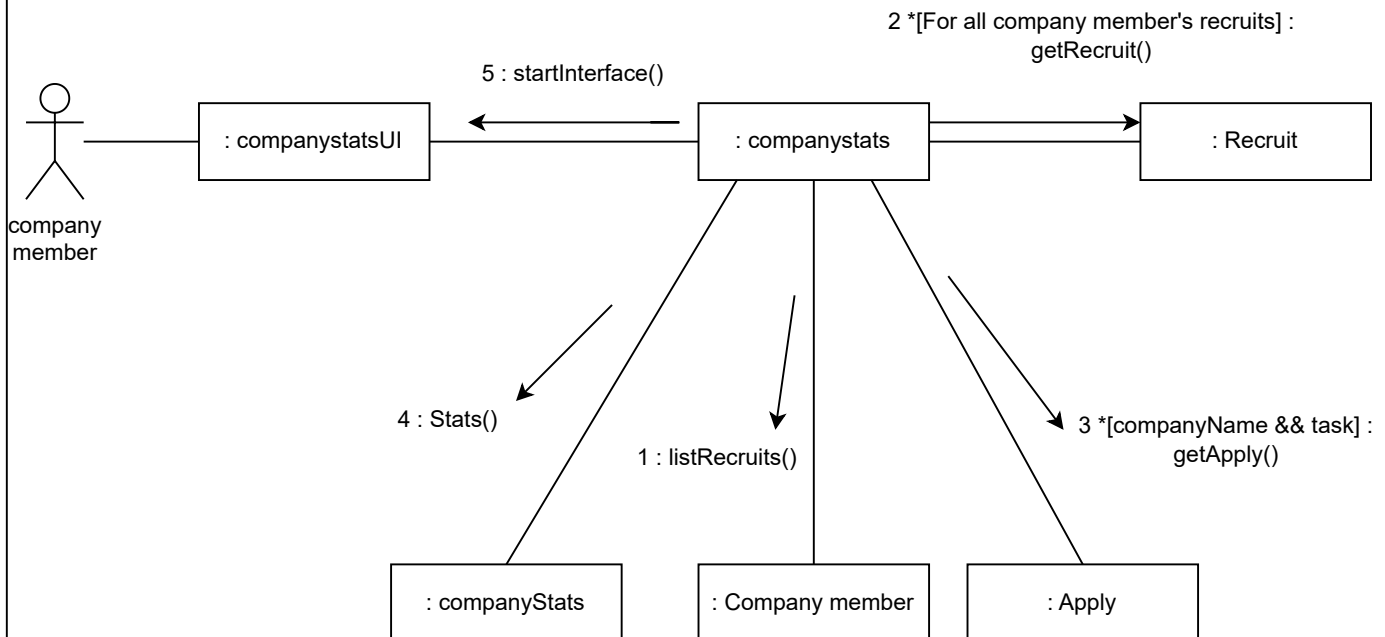 2 *[For all company member's recruits] :
getRecruit()
5 : startInterface()
: companystatsUI
: companystats
: Recruit
company
member
4 : Stats()
1 : listRecruits()
3 *[companyName && task] :
getApply()
: companyStats
: Company member
: Apply